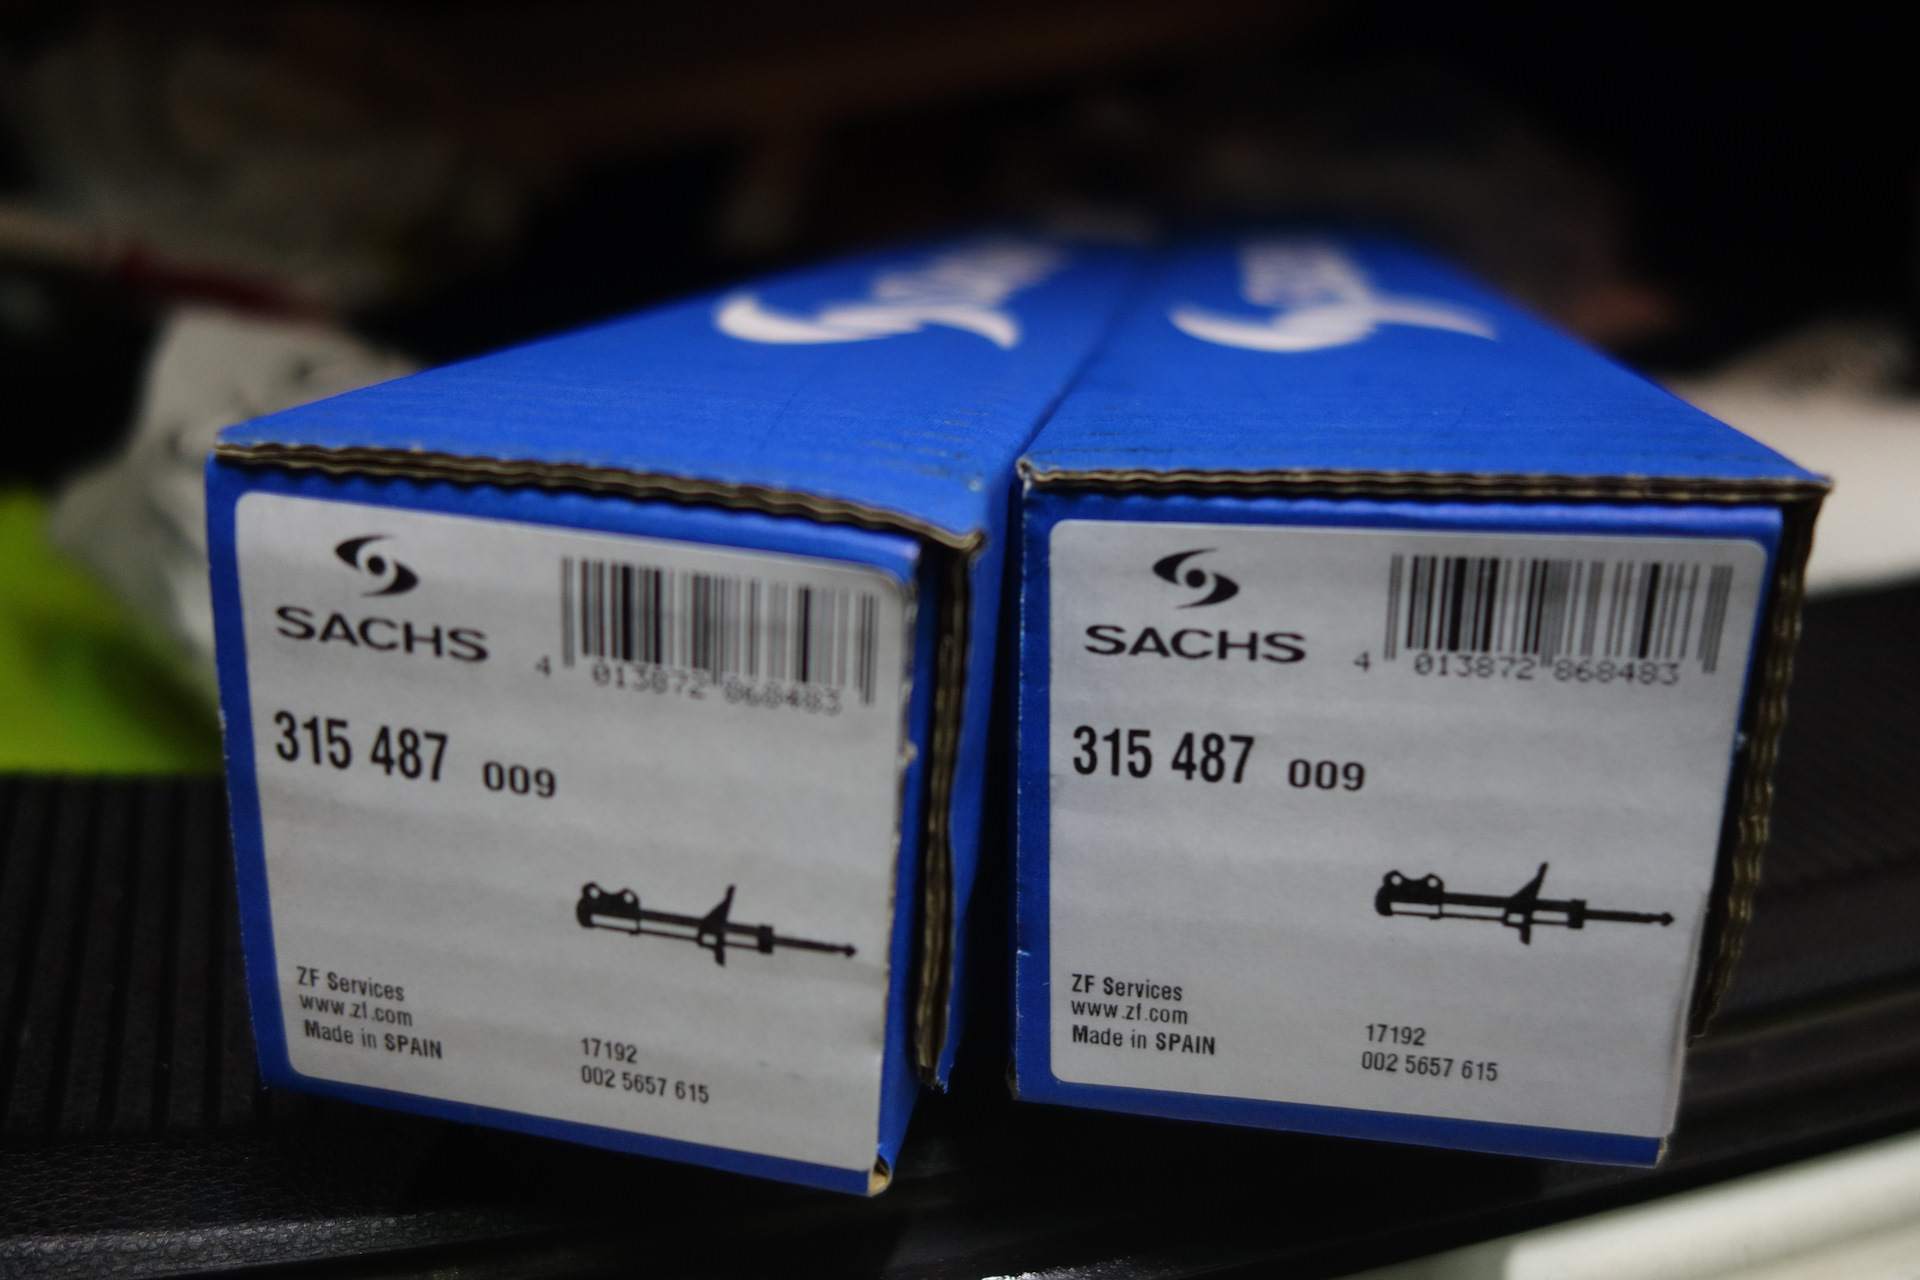 SACHS
4 013872 868483
315 487 009
ZF Services
www.zf.com
Made in SPAIN
17192
002 5657 615
SACHS
4 013872 868483
315 487 009
ZF Services
www.zf.com
Made in SPAIN
17192
002 5657 615